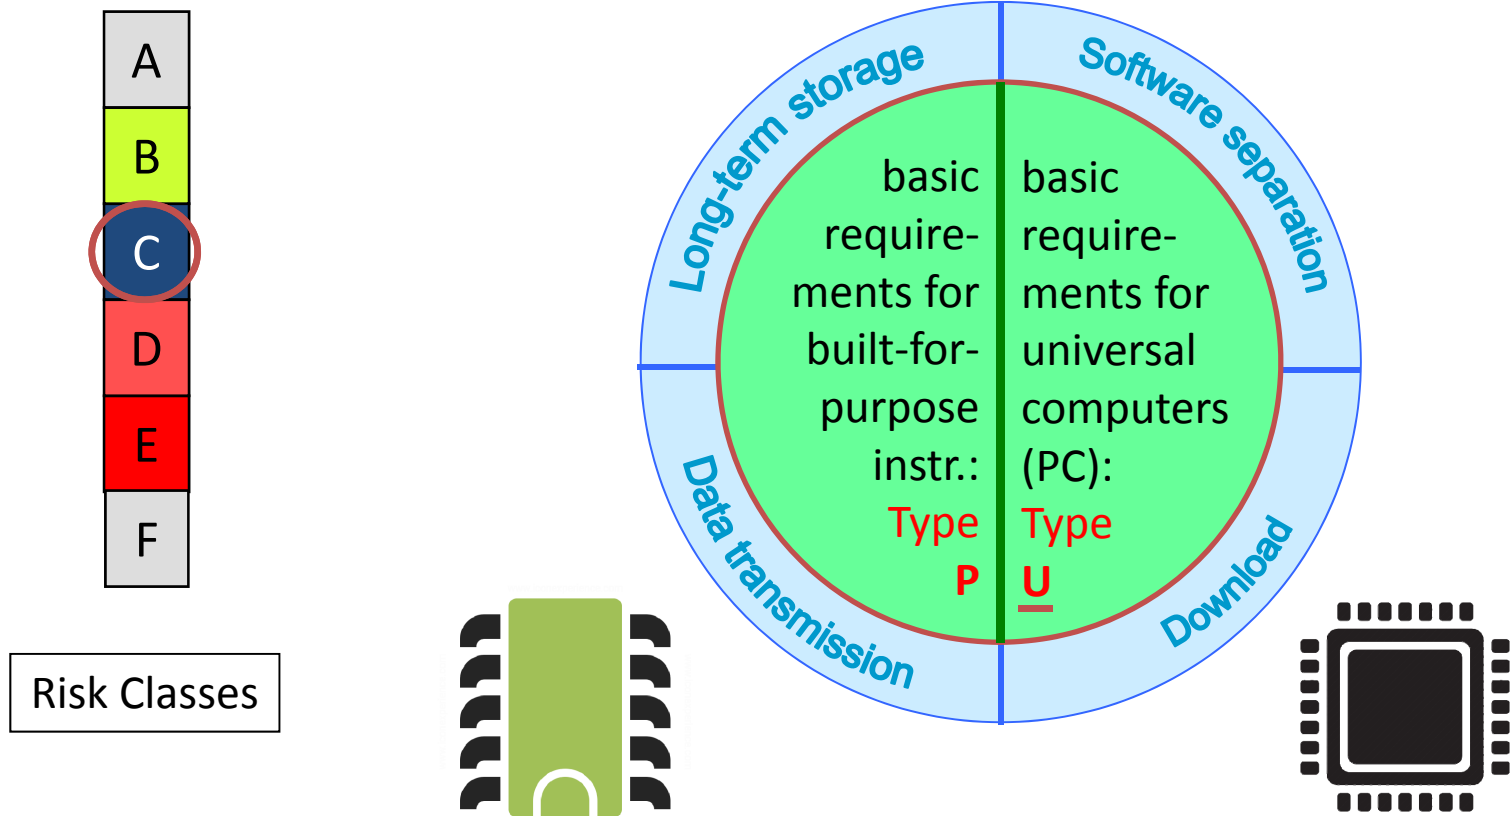 A
B
C
D
E
F
Risk Classes
Long-term storage
Software separation
Data transmission
Download
basic
require-
ments for
built-for-
purpose
instr.:
Type
P
basic
require-
ments for
universal
computers
(PC):
Type
U